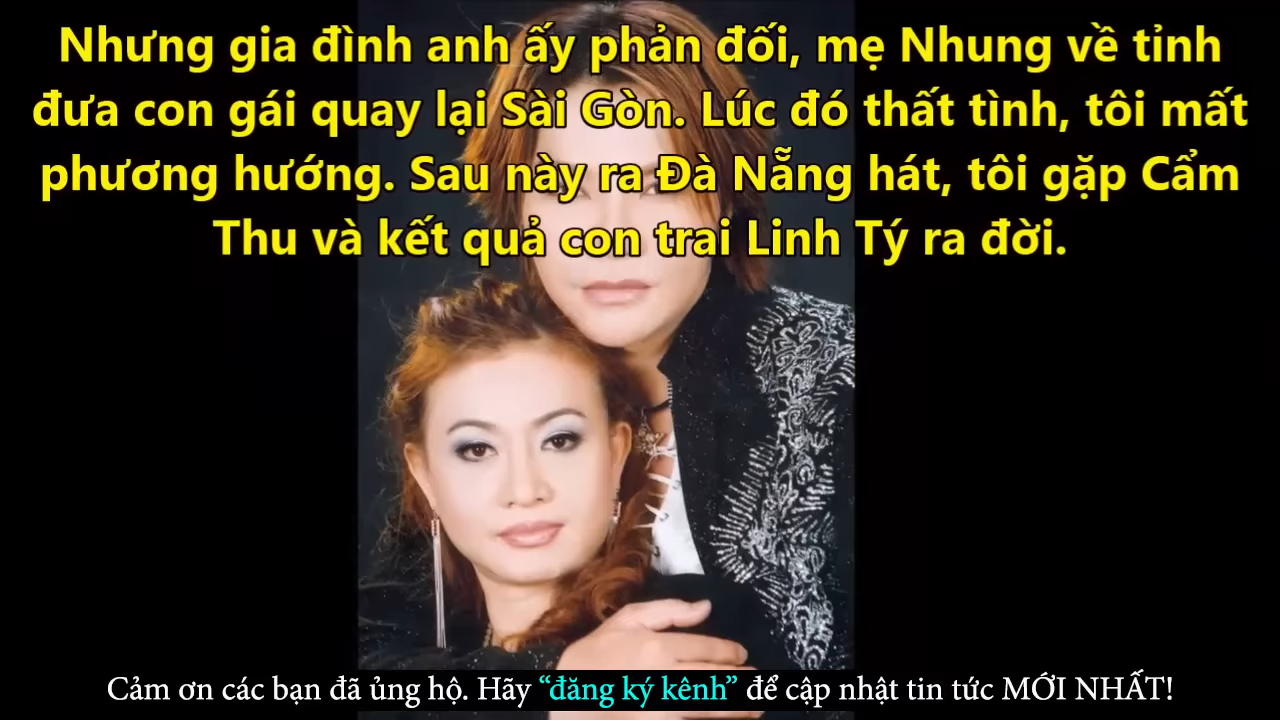 Nhưng gia đình anh ấy phản đối, mẹ Nhung về tỉnh
đưa con gái quay lại Sài Gòn. Lúc đó thất tình, tôi mất
phương hướng. Sau này ra Đà Nẵng hát, tôi gặp Cẩm
Thu và kết quả con trai Linh Tý ra đời.
Cảm ơn các bạn đã ủng hộ. Hãy “đăng ký kênh” để cập nhật tin tức MỚI NHẤT!